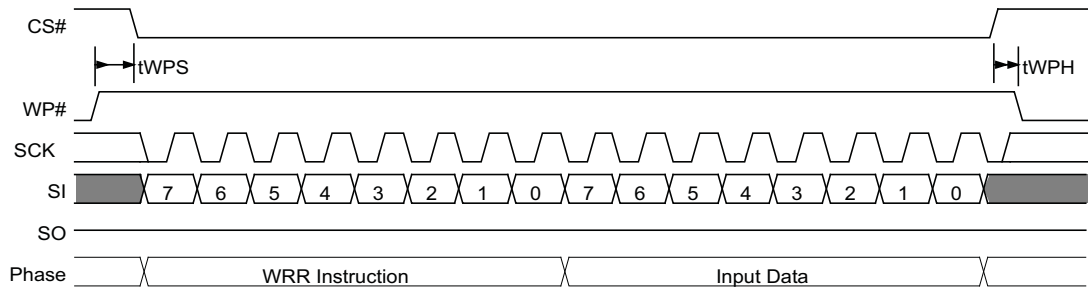 CS#
tWPS tWPH
WP#
SCK
SI 7 6 5 4 3 2 1 0 7 6 5 4 3 2 1 0
SO
Phase WRR Instruction Input Data